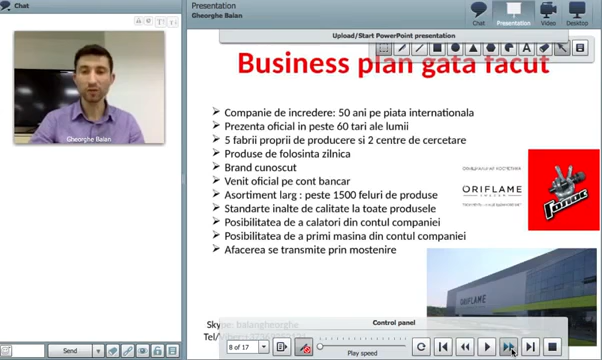 Chat
Presentation
Gheorghe Balan
Chat
Presentation
Video
Desktop
Upload/Start PowerPoint presentation
Business plan gata facut
Gheorghe Balan
Companie de incredere: 50 ani pe piata internationala
Prezenta oficial in peste 60 tari ale lumii
5 fabrii proprii de producere si 2 centre de cercetare
Produse de folosinta zilnica
Brand cunoscut
Venit oficial pe cont bancar
Asortiment larg : peste 1500 feluri de produse
Standarte inalte de calitate la toate produsele
Posibilitatea de a calatori din contul companiei
Posibilitatea de a primi masina din contul companiei
Afacerea se transmite prin mostenire
ORIFLAME
Голос
ORIFLAME
Skype: balangheorghe
Control panel
Send
8 of 17
Play speed